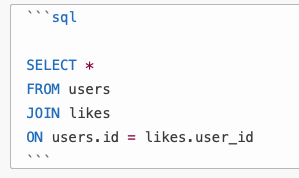 ```sql
SELECT *
FROM users
JOIN likes
ON users.id = likes.user_id
```